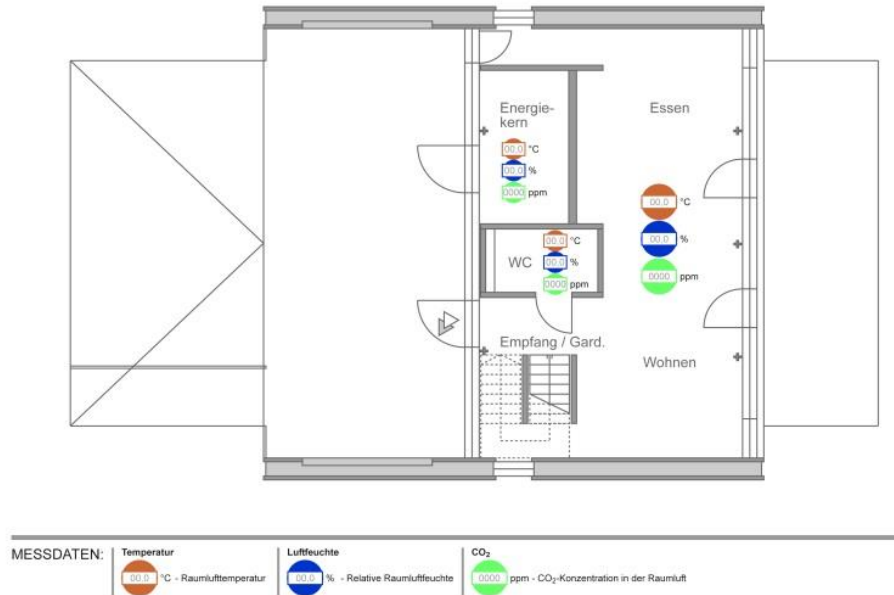 Energie-
kern
00.0 °C
00.0 %
0000 ppm
Essen
00.0 °C
00.0 %
0000 ppm
WC
00.0 °C
00.0 %
0000 ppm
Empfang / Gard.
Wohnen
MESSDATEN:
Temperatur
00.0 °C - Raumlufttemperatur
Luftfeuchte
00.0 % - Relative Raumluftfeuchte
CO₂
0000 ppm - CO₂-Konzentration in der Raumluft